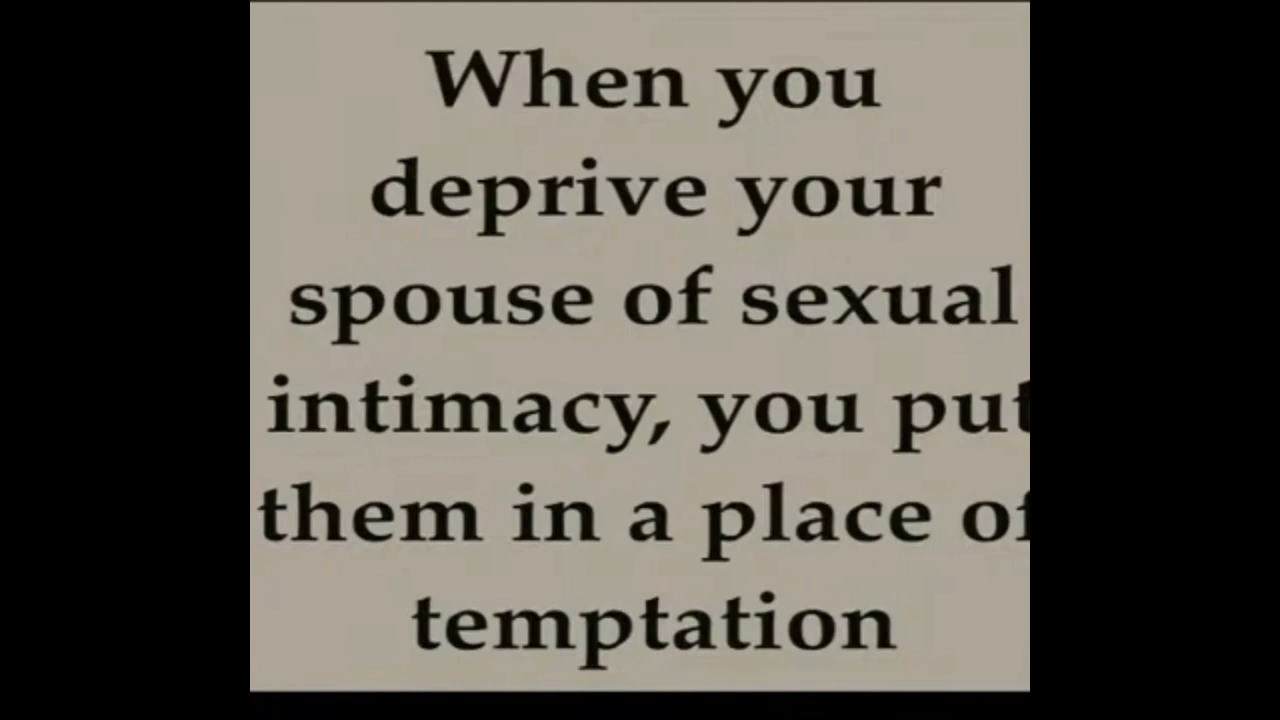 When you
deprive your
spouse of sexual
intimacy, you put
them in a place of
temptation